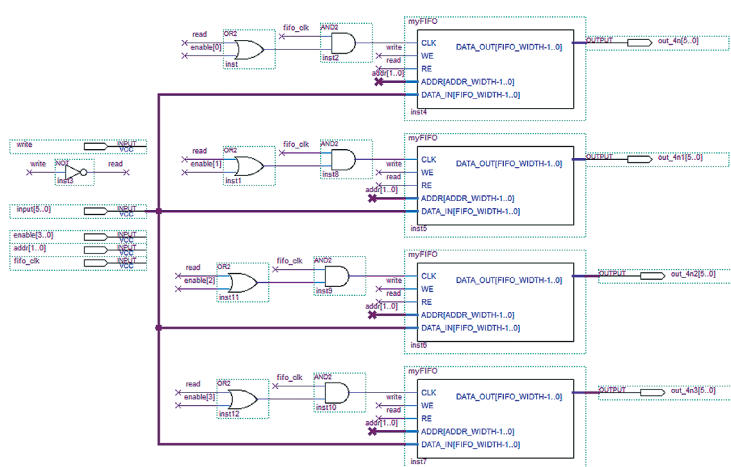 myFIFO
read OR2 fifo_clk AND2
enable[0]
inst inst2
write
read
addr[1..0]
CLK DATA_OUT[FIFO_WIDTH-1..0] OUTPUT out_4n[5..0]
WE
RE
ADDR[ADDR_WIDTH-1..0]
DATA_IN[FIFO_WIDTH-1..0]
inst4
write INPUT
VCC
write NOT read
inst3
input[5..0] INPUT
VCC
enable[3..0] INPUT
VCC
addr[1..0] INPUT
VCC
fifo_clk INPUT
VCC
myFIFO
read OR2 fifo_clk AND2
enable[1]
inst1 inst8
write
read
addr[1..0]
CLK DATA_OUT[FIFO_WIDTH-1..0] OUTPUT out_4n1[5..0]
WE
RE
ADDR[ADDR_WIDTH-1..0]
DATA_IN[FIFO_WIDTH-1..0]
inst5
myFIFO
read OR2 fifo_clk AND2
enable[2]
inst11 inst9
write
read
addr[1..0]
CLK DATA_OUT[FIFO_WIDTH-1..0] OUTPUT out_4n2[5..0]
WE
RE
ADDR[ADDR_WIDTH-1..0]
DATA_IN[FIFO_WIDTH-1..0]
inst6
myFIFO
read OR2 fifo_clk AND2
enable[3]
inst12 inst10
write
read
addr[1..0]
CLK DATA_OUT[FIFO_WIDTH-1..0] OUTPUT out_4n3[5..0]
WE
RE
ADDR[ADDR_WIDTH-1..0]
DATA_IN[FIFO_WIDTH-1..0]
inst7